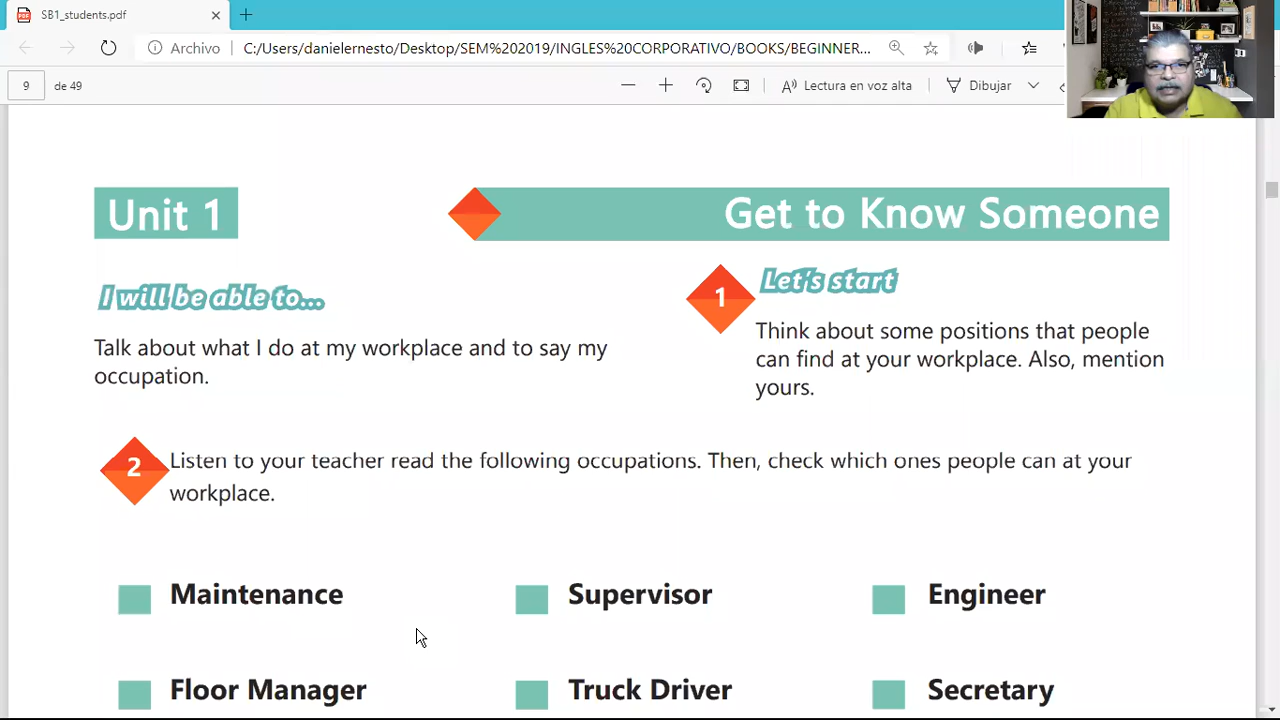 SB1_students.pdf
Archivo
C:/Users/danielernesto/Desktop/SEM%202019/INGLES%20CORPORATIVO/BOOKS/BEGINNER...
9 de 49
Lectura en voz alta
Dibujar
Unit 1
Get to Know Someone
I will be able to...
Talk about what I do at my workplace and to say my
occupation.
1
Let's start
Think about some positions that people
can find at your workplace. Also, mention
yours.
2
Listen to your teacher read the following occupations. Then, check which ones people can at your
workplace.
Maintenance
Supervisor
Engineer
Floor Manager
Truck Driver
Secretary